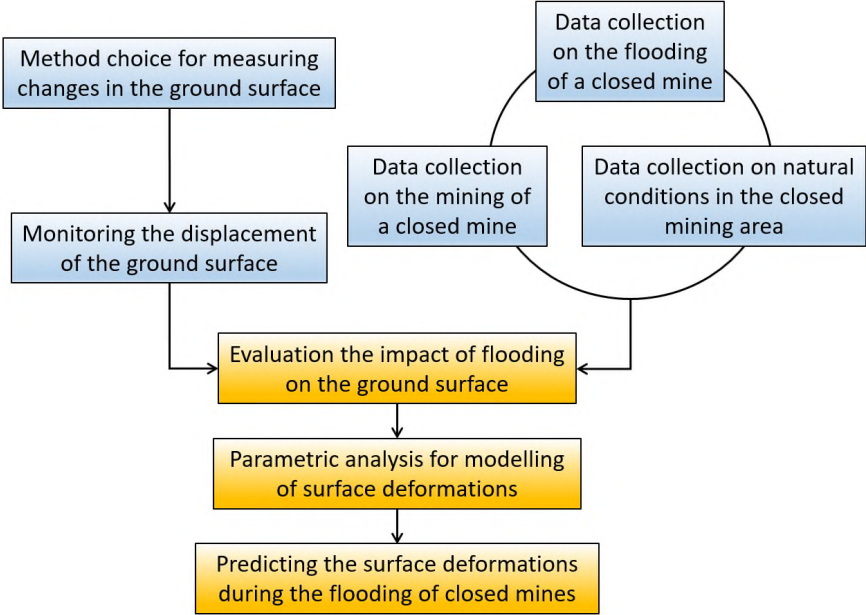 Method choice for measuring
changes in the ground surface
Monitoring the displacement
of the ground surface
Data collection
on the flooding
of a closed mine
Data collection
on the mining of
a closed mine
Data collection on natural
conditions in the closed
mining area
Evaluation the impact of flooding
on the ground surface
Parametric analysis for modelling
of surface deformations
Predicting the surface deformations
during the flooding of closed mines